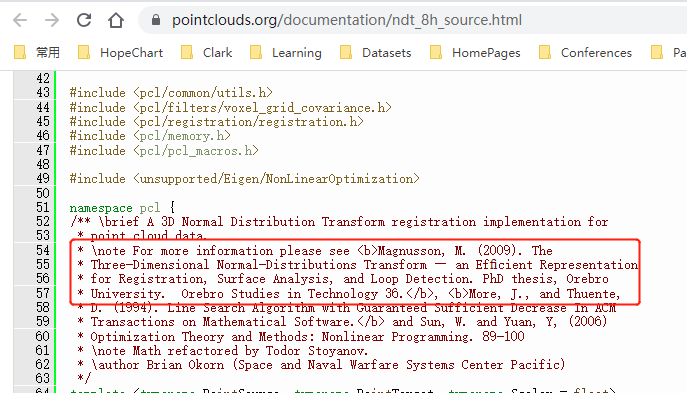 pointclouds.org/documentation/ndt_8h_source.html
常用 HopeChart Clark Learning Datasets HomePages Conferences Pa
42
43 #include <pcl/common/utils.h>
44 #include <pcl/filters/voxel_grid_covariance.h>
45 #include <pcl/registration/registration.h>
46 #include <pcl/memory.h>
47 #include <pcl/pcl_macros.h>
48
49 #include <unsupported/Eigen/NonLinearOptimization>
50
51 namespace pcl {
52 /** \brief A 3D Normal Distribution Transform registration implementation for
53 * point cloud data.
54 * \note For more information please see <b>Magnusson, M. (2009). The
55 * Three-Dimensional Normal-Distributions Transform — an Efficient Representation
56 * for Registration, Surface Analysis, and Loop Detection. PhD thesis, Orebro
57 * University. Orebro Studies in Technology 36.</b>, <b>More, J., and Thuente,
58 * D. (1994). Line Search Algorithm with Guaranteed Sufficient Decrease In ACM
59 * Transactions on Mathematical Software.</b> and Sun, W. and Yuan, Y, (2006)
60 * Optimization Theory and Methods: Nonlinear Programming. 89-100
61 * \note Math refactored by Todor Stoyanov.
62 * \author Brian Okorn (Space and Naval Warfare Systems Center Pacific)
63 */